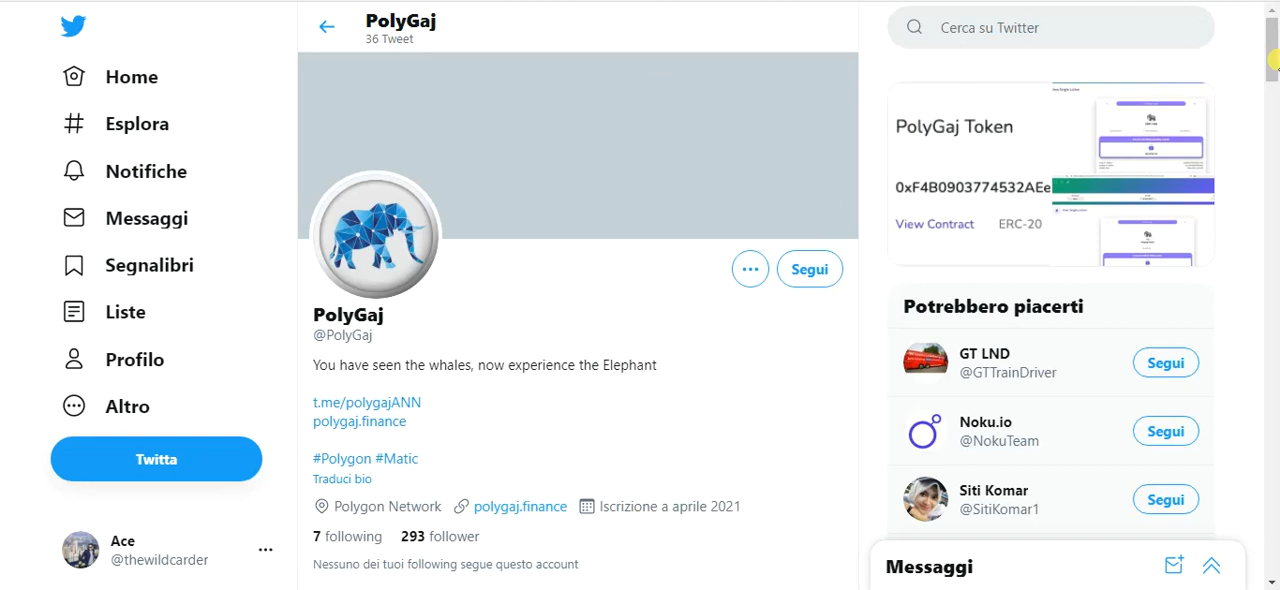 Home
Esplora
Notifiche
Messaggi
Segnalibri
Liste
Profilo
Altro
Twitta
Ace
@thewildcarder
PolyGaj
36 Tweet
Segui
PolyGaj
@PolyGaj
You have seen the whales, now experience the Elephant
t.me/polygajANN
polygaj.finance
#Polygon #Matic
Traduci bio
Polygon Network polygaj.finance Iscrizione a aprile 2021
7 following 293 follower
Nessuno dei tuoi following segue questo account
Cerca su Twitter
PolyGaj Token
0xF4B0903774532AEe
View Contract ERC-20
Potrebbero piacerti
GT LND
@GTTrainDriver
Segui
Noku.io
@NokuTeam
Segui
Siti Komar
@SitiKomar1
Segui
Messaggi